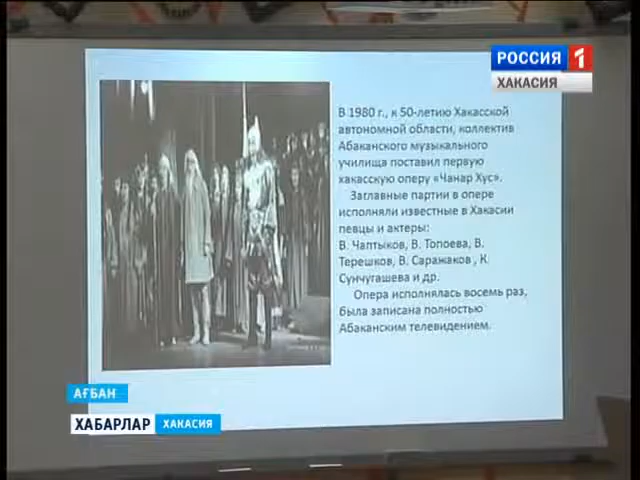 РОССИЯ 1
ХАКАСИЯ
В 1980 г., к 50-летию Хакасской
автономной области, коллектив
Абаканского музыкального
училища поставил первую
хакасскую оперу «Чанар Хус».
Заглавные партии в опере
исполняли известные в Хакасии
певцы и актеры:
В. Чаптыков, В. Топоева, В.
Терешков, В. Саражаков , К.
Сунчугашева и др.
Опера исполнялась восемь раз,
была записана полностью
Абаканским телевидением.
АҒБАН
ХАБАРЛАР ХАКАСИЯ